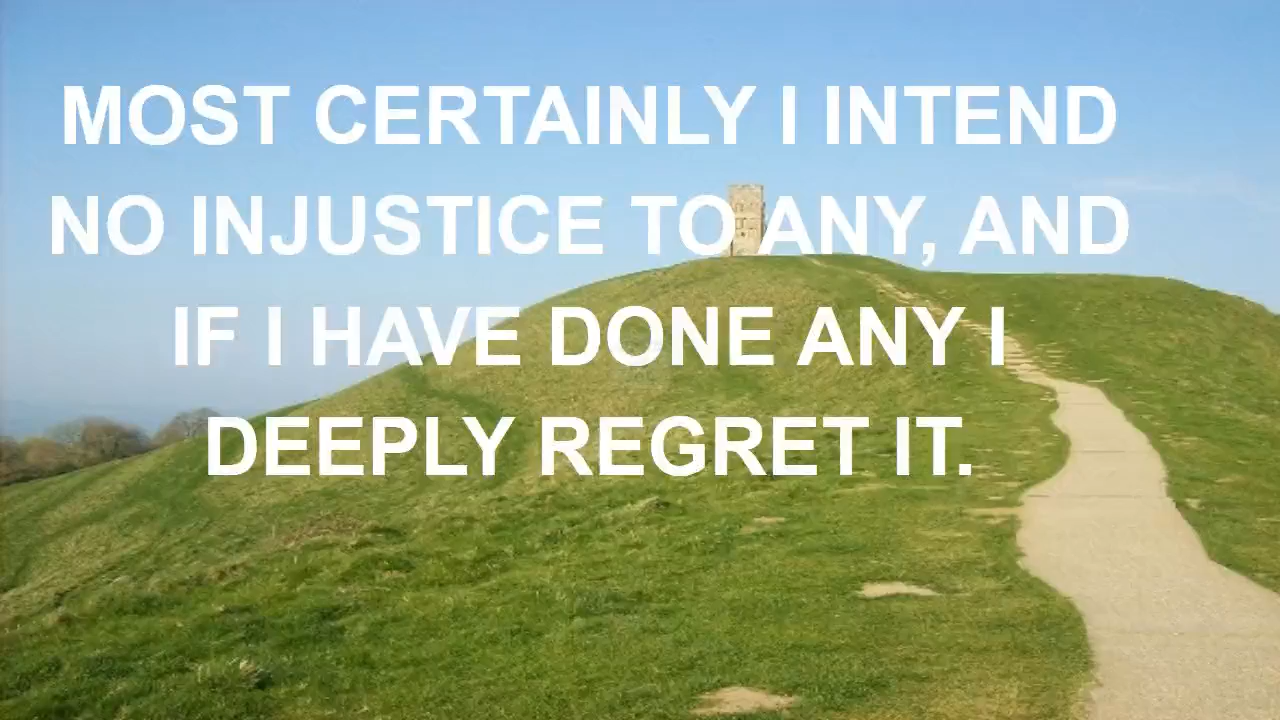 MOST CERTAINLY I INTEND
NO INJUSTICE TO ANY, AND
IF I HAVE DONE ANY I
DEEPLY REGRET IT.